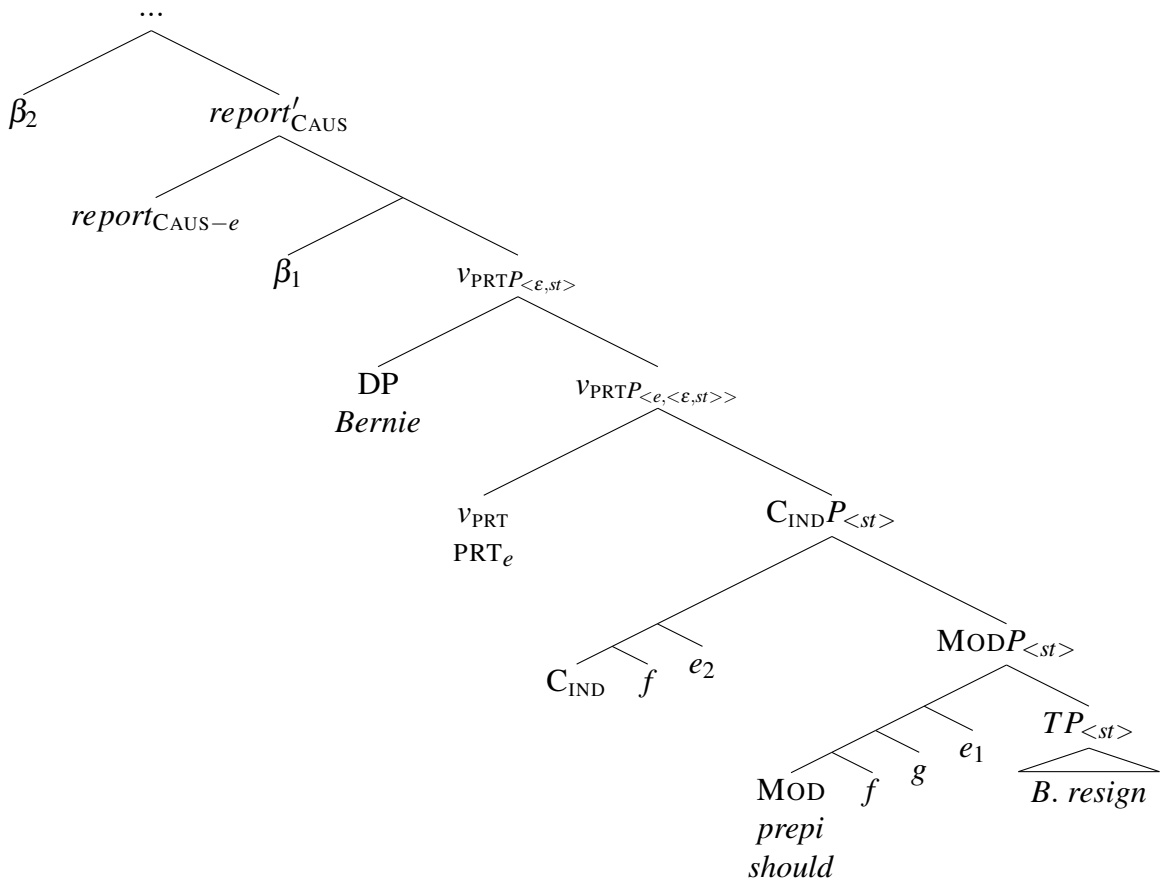 ...
β₂ report′CAUS
reportCAUS−e
β₁ vPRTP<ε,st>
DP vPRTP<e,<ε,st>>
Bernie
vPRT CINDP<st>
PRTe
CIND f e₂ MODP<st>
MOD f g e₁ TP<st>
prepi B. resign
should